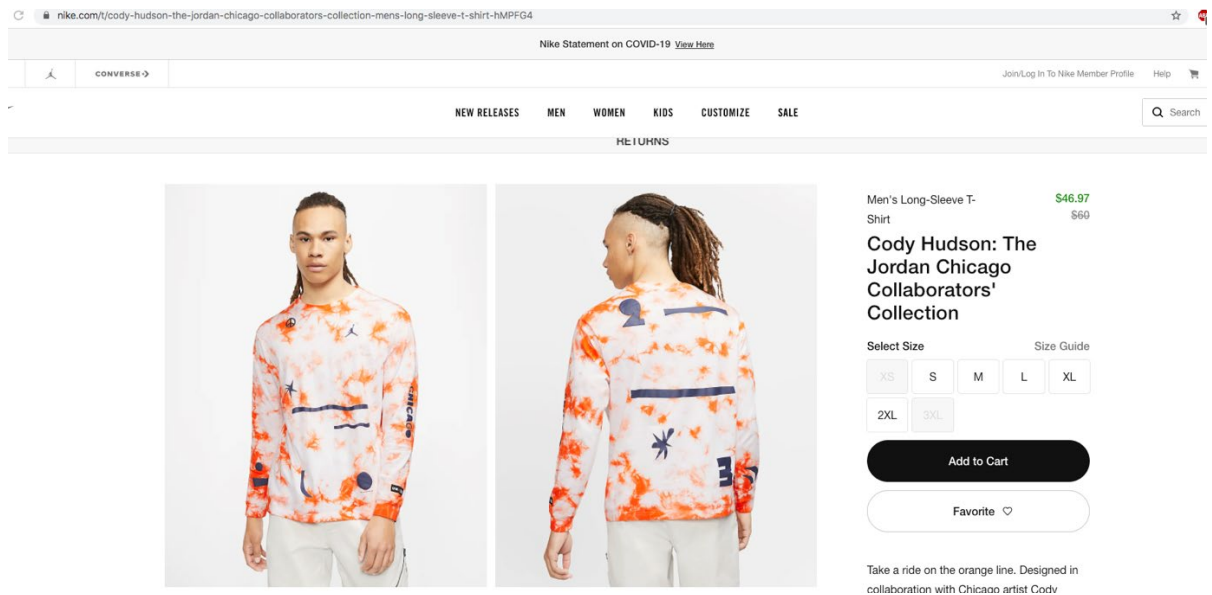 nike.com/t/cody-hudson-the-jordan-chicago-collaborators-collection-mens-long-sleeve-t-shirt-hMPFG4
Nike Statement on COVID-19 View Here
CONVERSE
Join/Log In To Nike Member Profile Help
NEW RELEASES MEN WOMEN KIDS CUSTOMIZE SALE
Search
RETURNS
Men's Long-Sleeve T-
Shirt
$46.97
$60
Cody Hudson: The
Jordan Chicago
Collaborators'
Collection
Select Size Size Guide
XS S M L XL
2XL 3XL
Add to Cart
Favorite
Take a ride on the orange line. Designed in
collaboration with Chicago artist Cody
CHICAGO